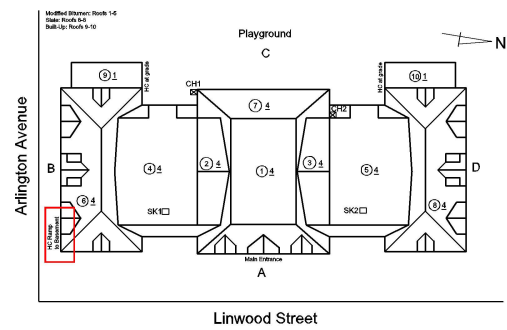 Modified Bitumen: Roofs 1-5
Slate: Roofs 6-8
Built-Up: Roofs 9-10
Playground
C
N
9 1
HC at grade
CH1
HC at grade
10 1
7 4
CH2
Arlington Avenue
B
4 4
2 4
1 4
3 4
5 4
D
6 4
8 4
SK1
SK2
HC Ramp
to Basement
Main Entrance
A
Linwood Street